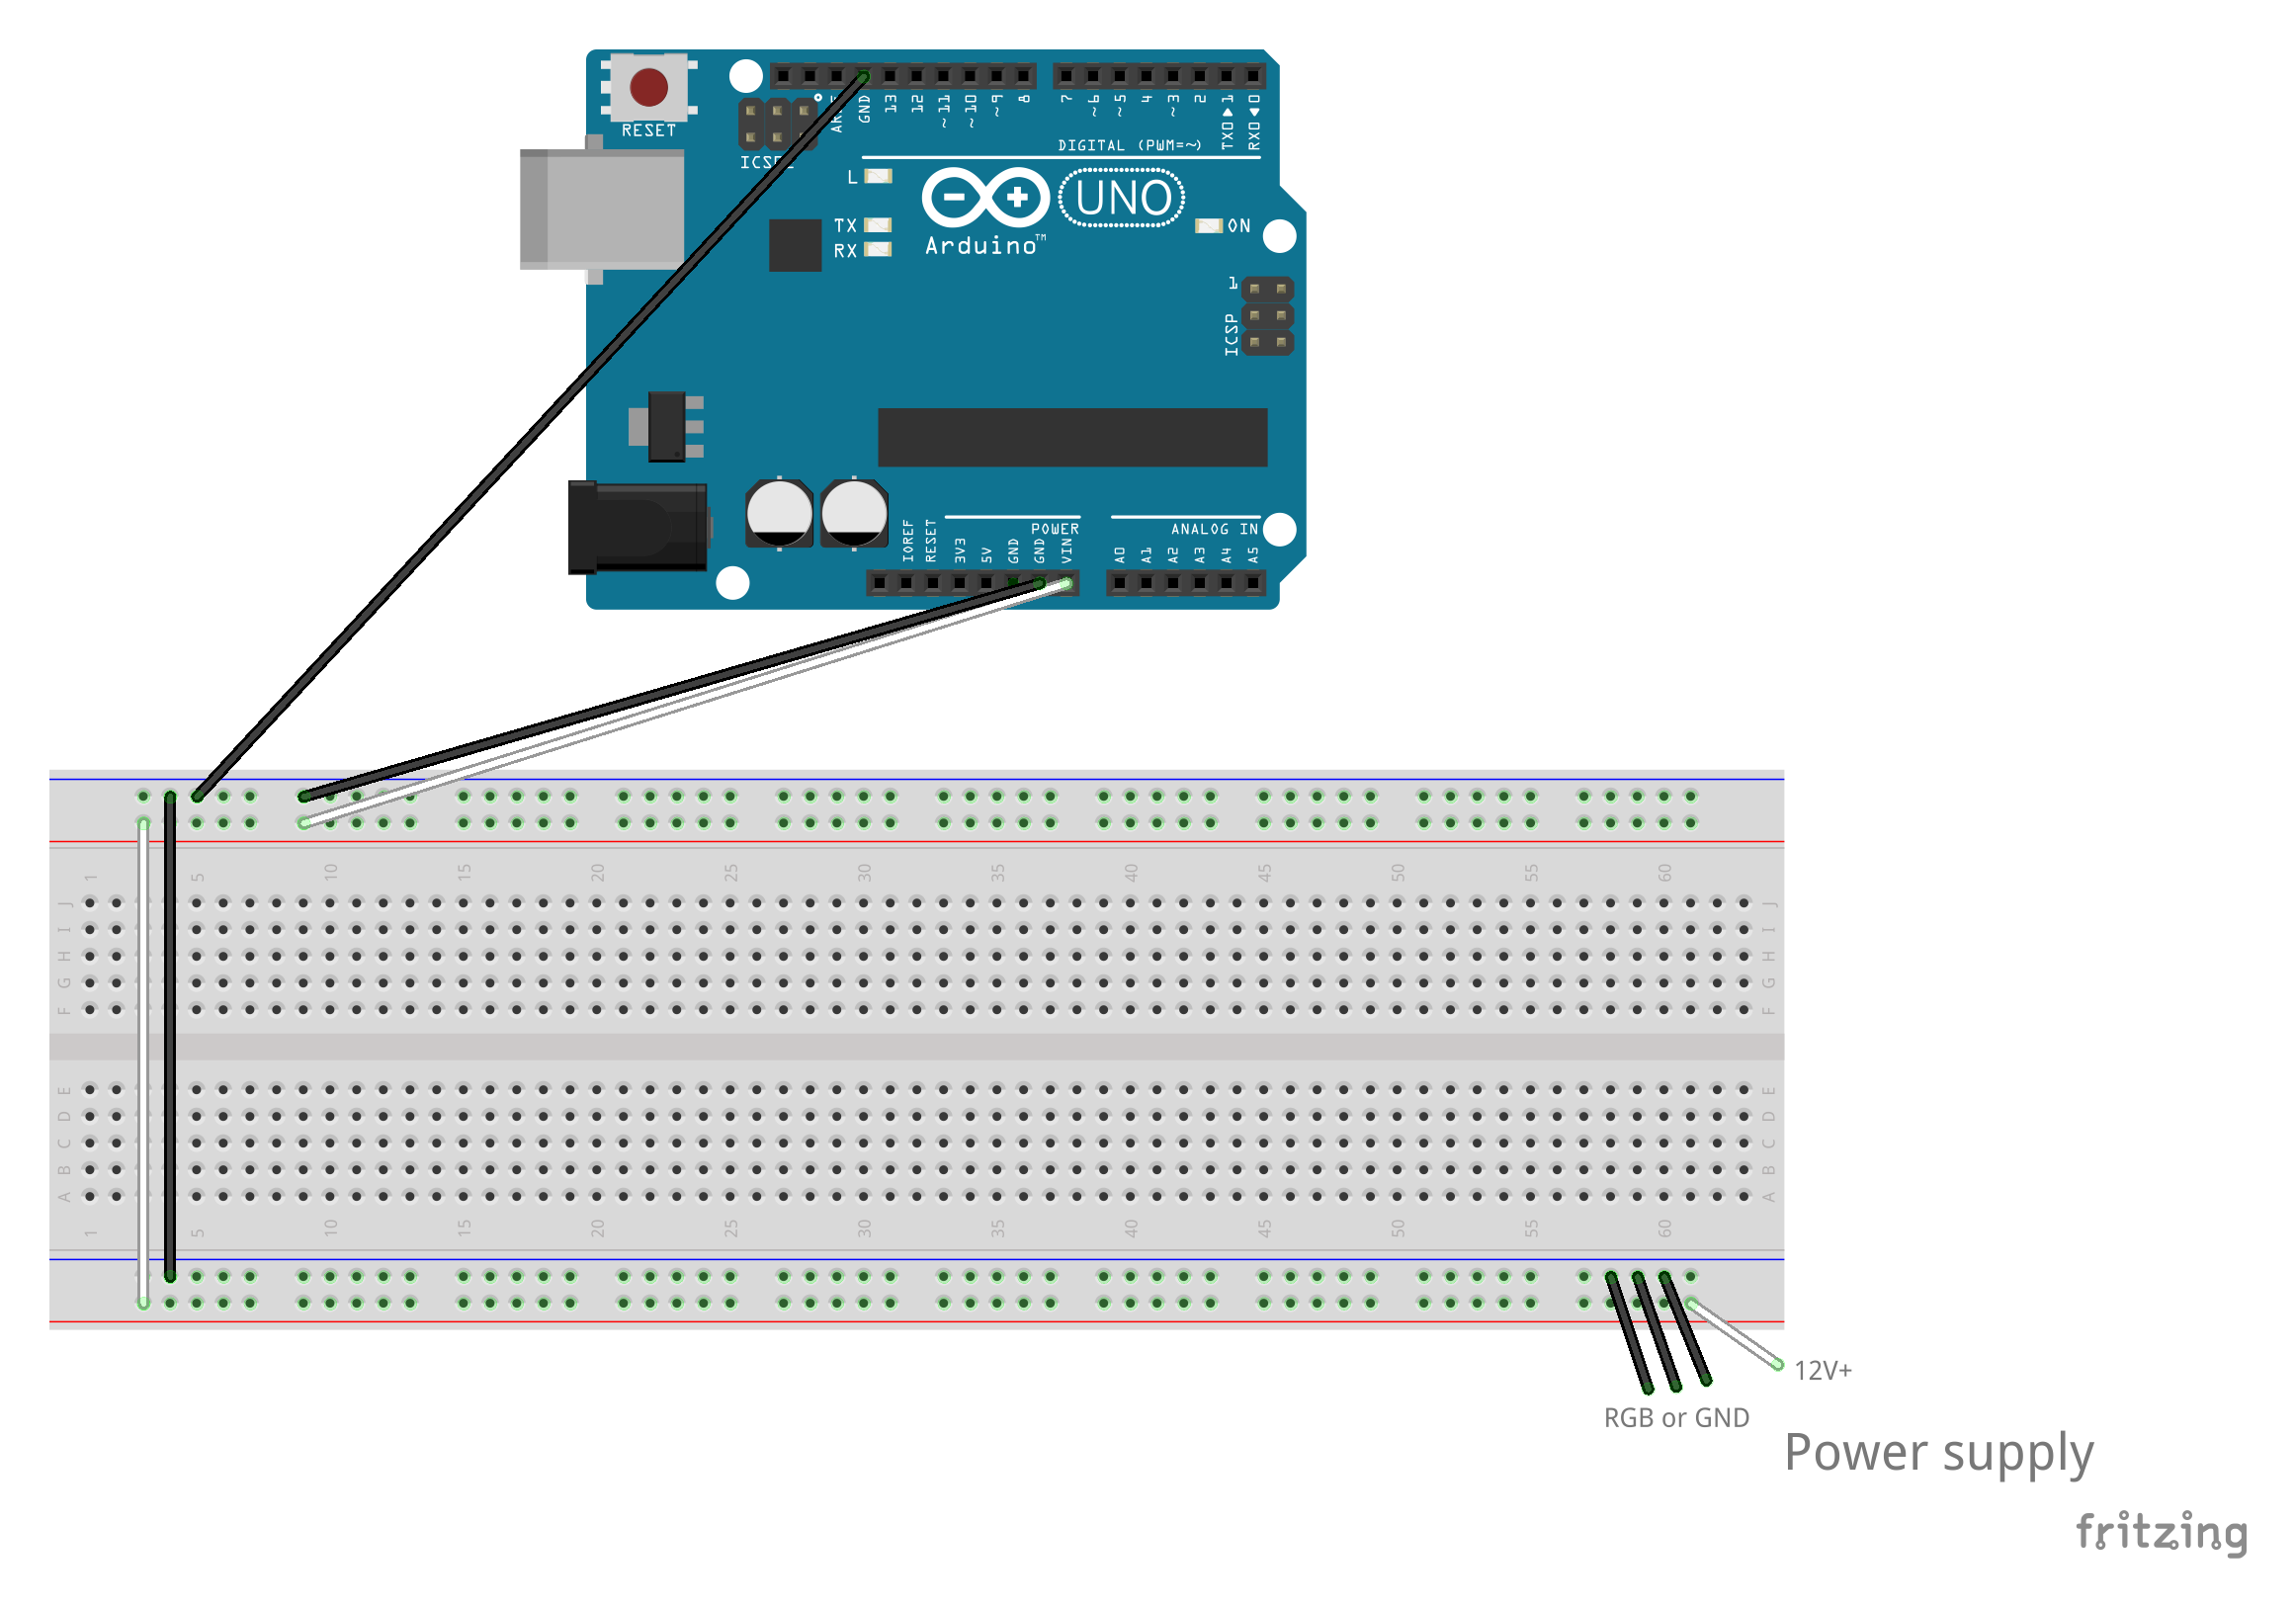 RESET
AREF
GND
13
12
~11
~10
~9
8
7
~6
~5
4
~3
2
TX0▶1
RX0◀0
DIGITAL (PWM=~)
L
TX
RX
UNO
Arduino™
ON
1
ICSP
IOREF
RESET
3V3
5V
GND
GND
VIN
POWER
ANALOG IN
A0
A1
A2
A3
A4
A5
1 5 10 15 20 25 30 35 40 45 50 55 60
J J
I I
H H
G G
F F
E E
D D
C C
B B
A A
1 5 10 15 20 25 30 35 40 45 50 55 60
12V+
RGB or GND
Power supply
fritzing